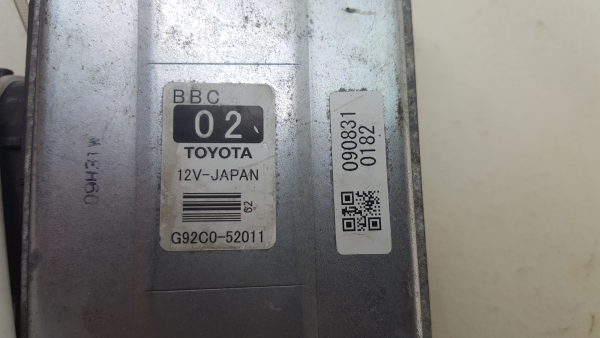 BBC
02
TOYOTA
12V-JAPAN
62
G92C0-52011
090831
0182
09H31W